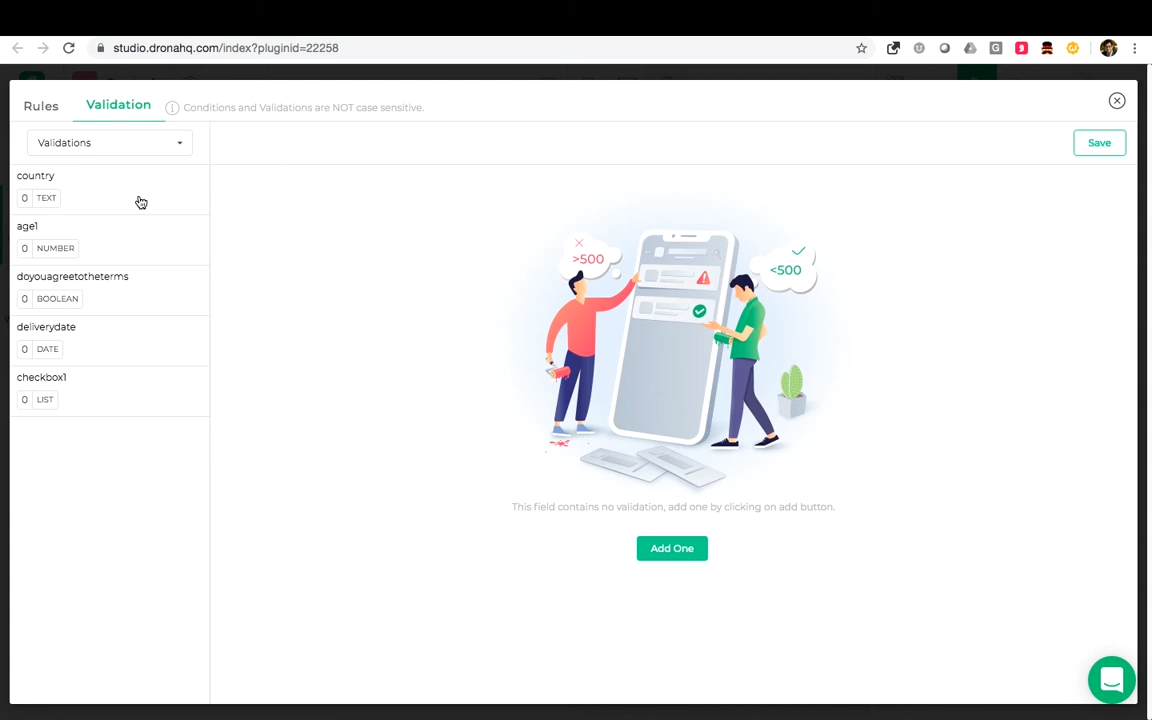 studio.dronahq.com/index?pluginid=22258
Rules
Validation
Conditions and Validations are NOT case sensitive.
Validations
Save
country
0 TEXT
age1
0 NUMBER
doyouagreetotheterms
0 BOOLEAN
deliverydate
0 DATE
checkbox1
0 LIST
>500
<500
This field contains no validation, add one by clicking on add button.
Add One